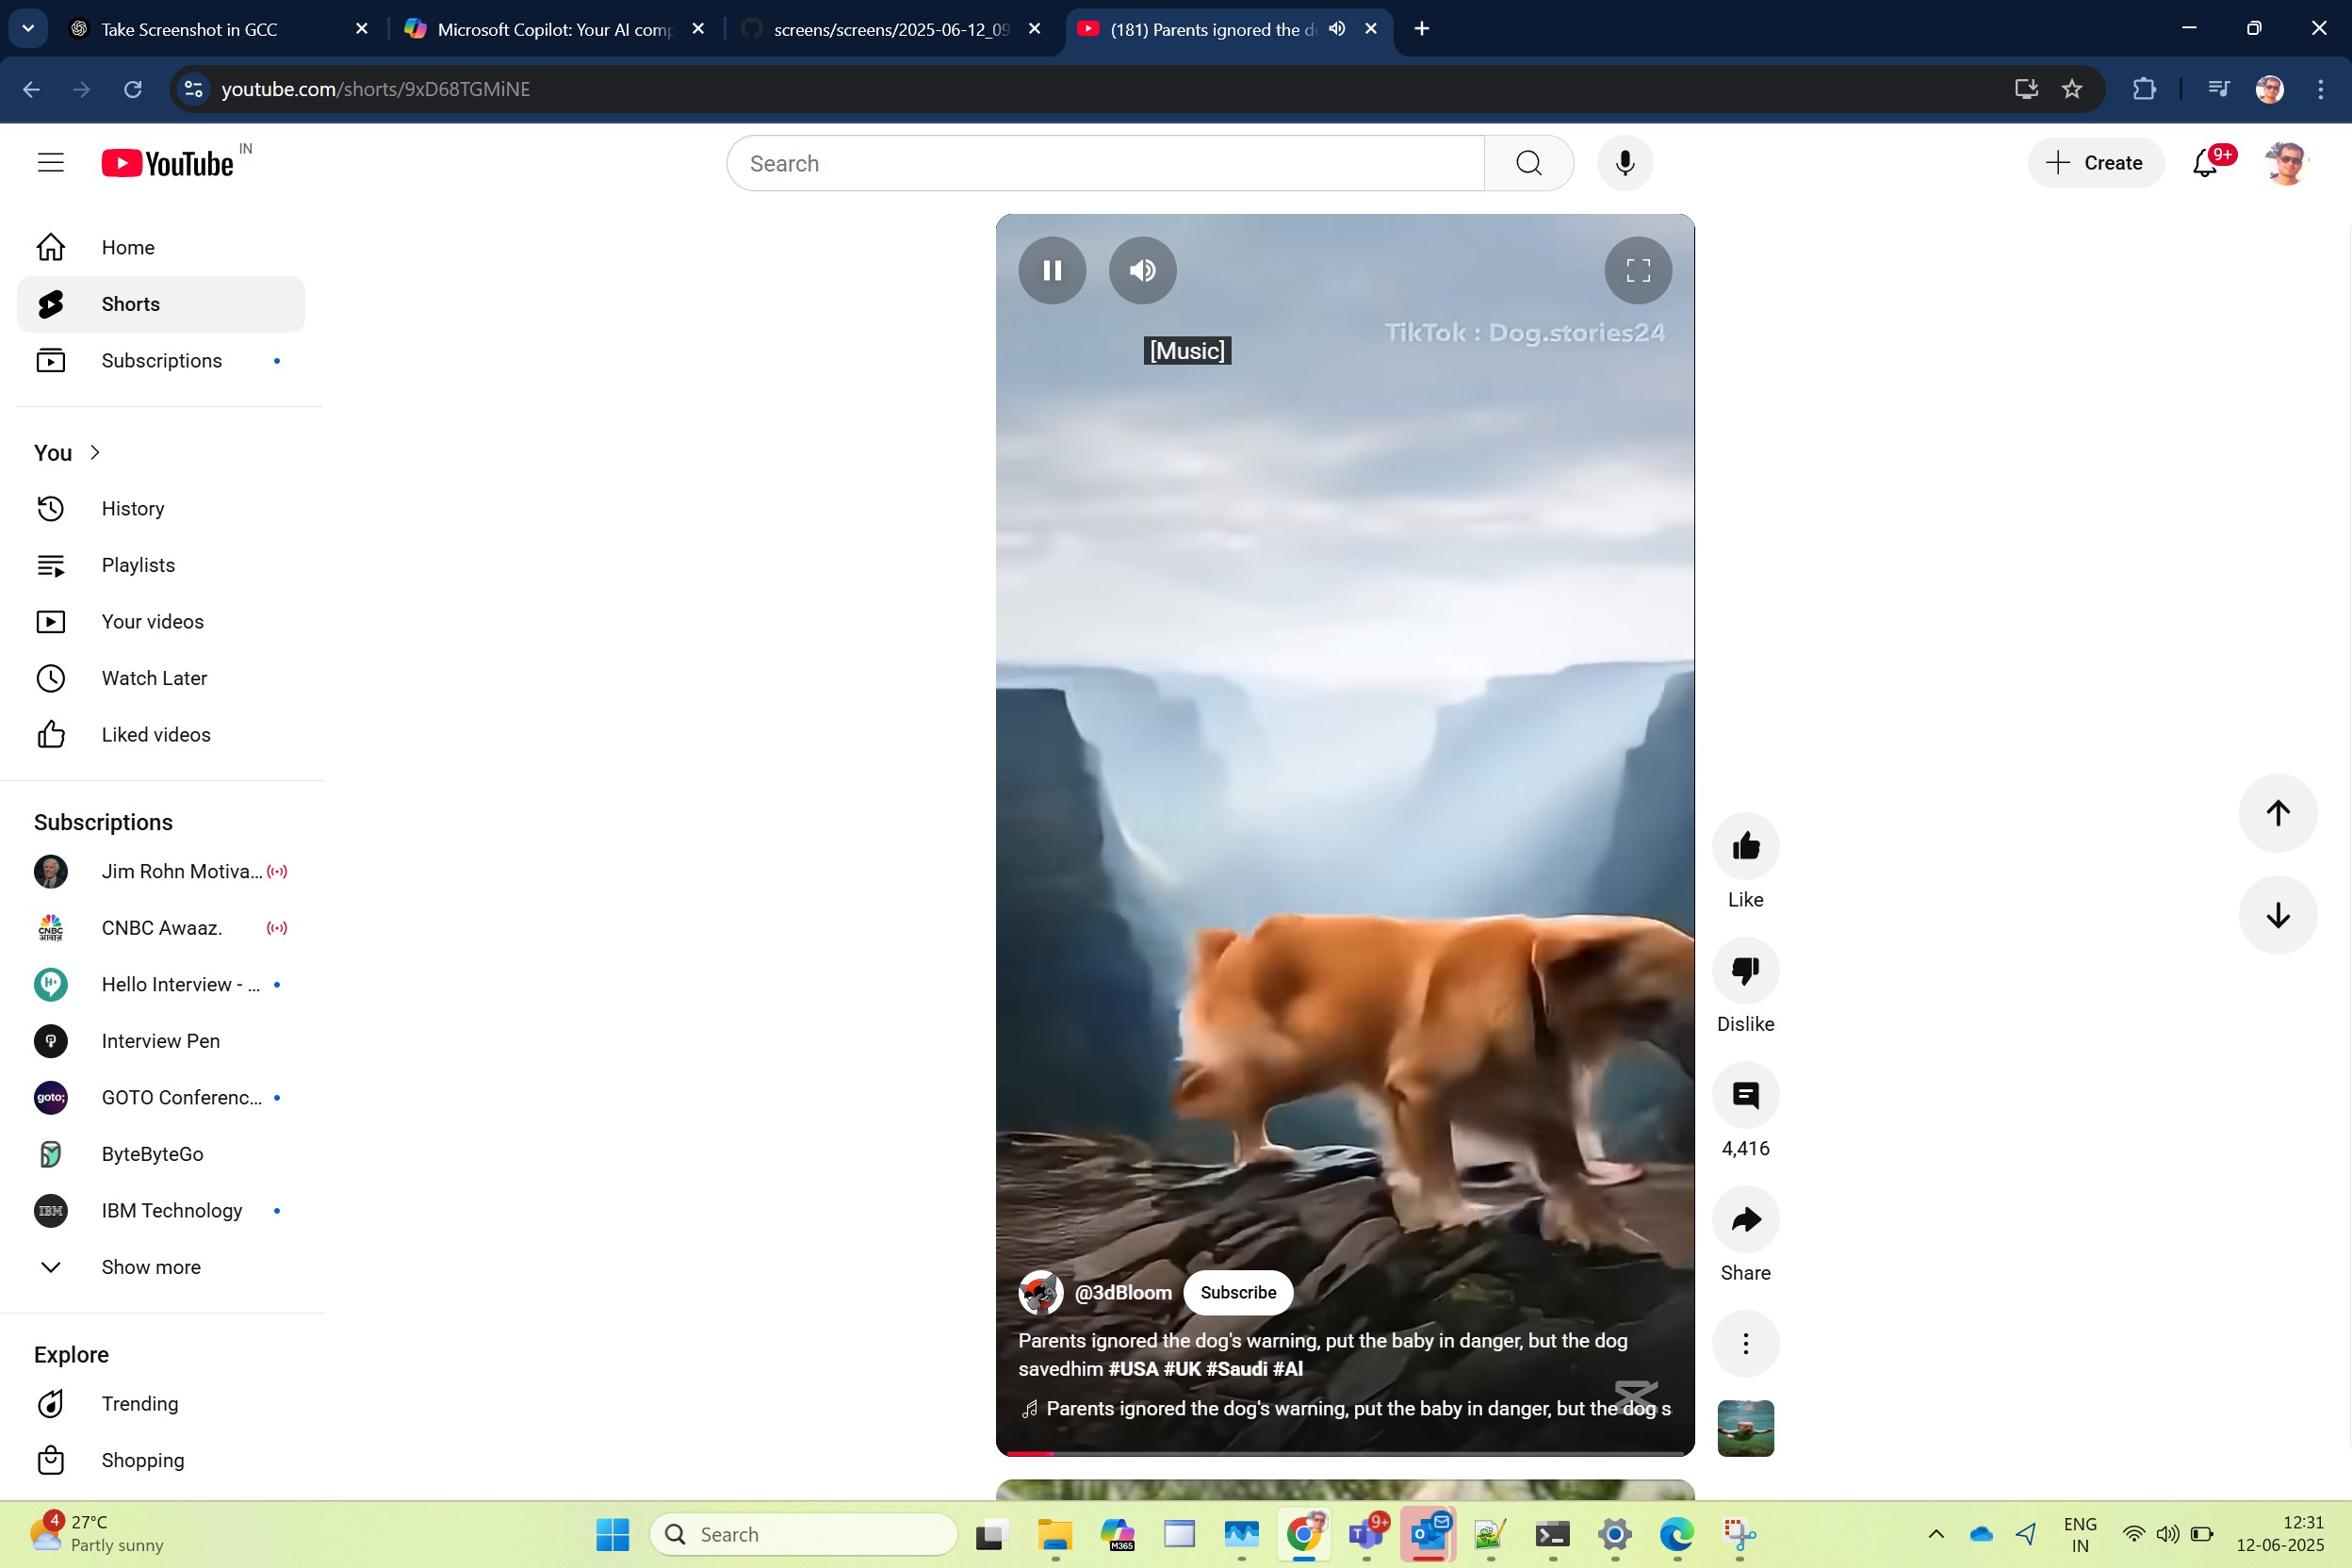 Take Screenshot in GCC
Microsoft Copilot: Your AI comp
screens/screens/2025-06-12_09
(181) Parents ignored the d
youtube.com/shorts/9xD68TGMiNE
YouTube IN
Search
Create
9+
Home
Shorts
Subscriptions
You
History
Playlists
Your videos
Watch Later
Liked videos
Subscriptions
Jim Rohn Motiva...
CNBC Awaaz.
Hello Interview - ...
Interview Pen
goto;
GOTO Conferenc...
ByteByteGo
IBM
IBM Technology
Show more
Explore
Trending
Shopping
[Music]
TikTok : Dog.stories24
@3dBloom
Subscribe
Parents ignored the dog's warning, put the baby in danger, but the dog
savedhim #USA #UK #Saudi #AI
Parents ignored the dog's warning, put the baby in danger, but the dog s
Like
Dislike
4,416
Share
4
27°C
Partly sunny
Search
M365
9+
ENG
IN
12:31
12-06-2025